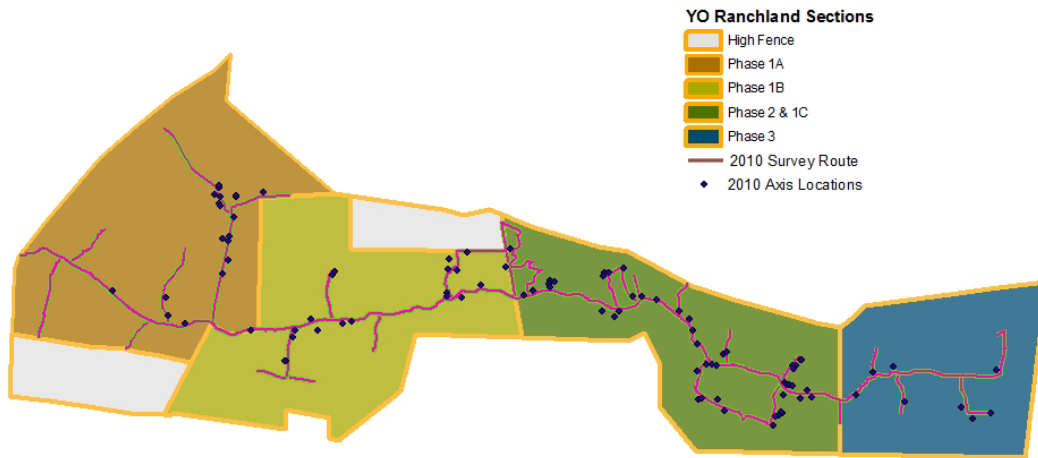 YO Ranchland Sections
High Fence
Phase 1A
Phase 1B
Phase 2 & 1C
Phase 3
2010 Survey Route
2010 Axis Locations